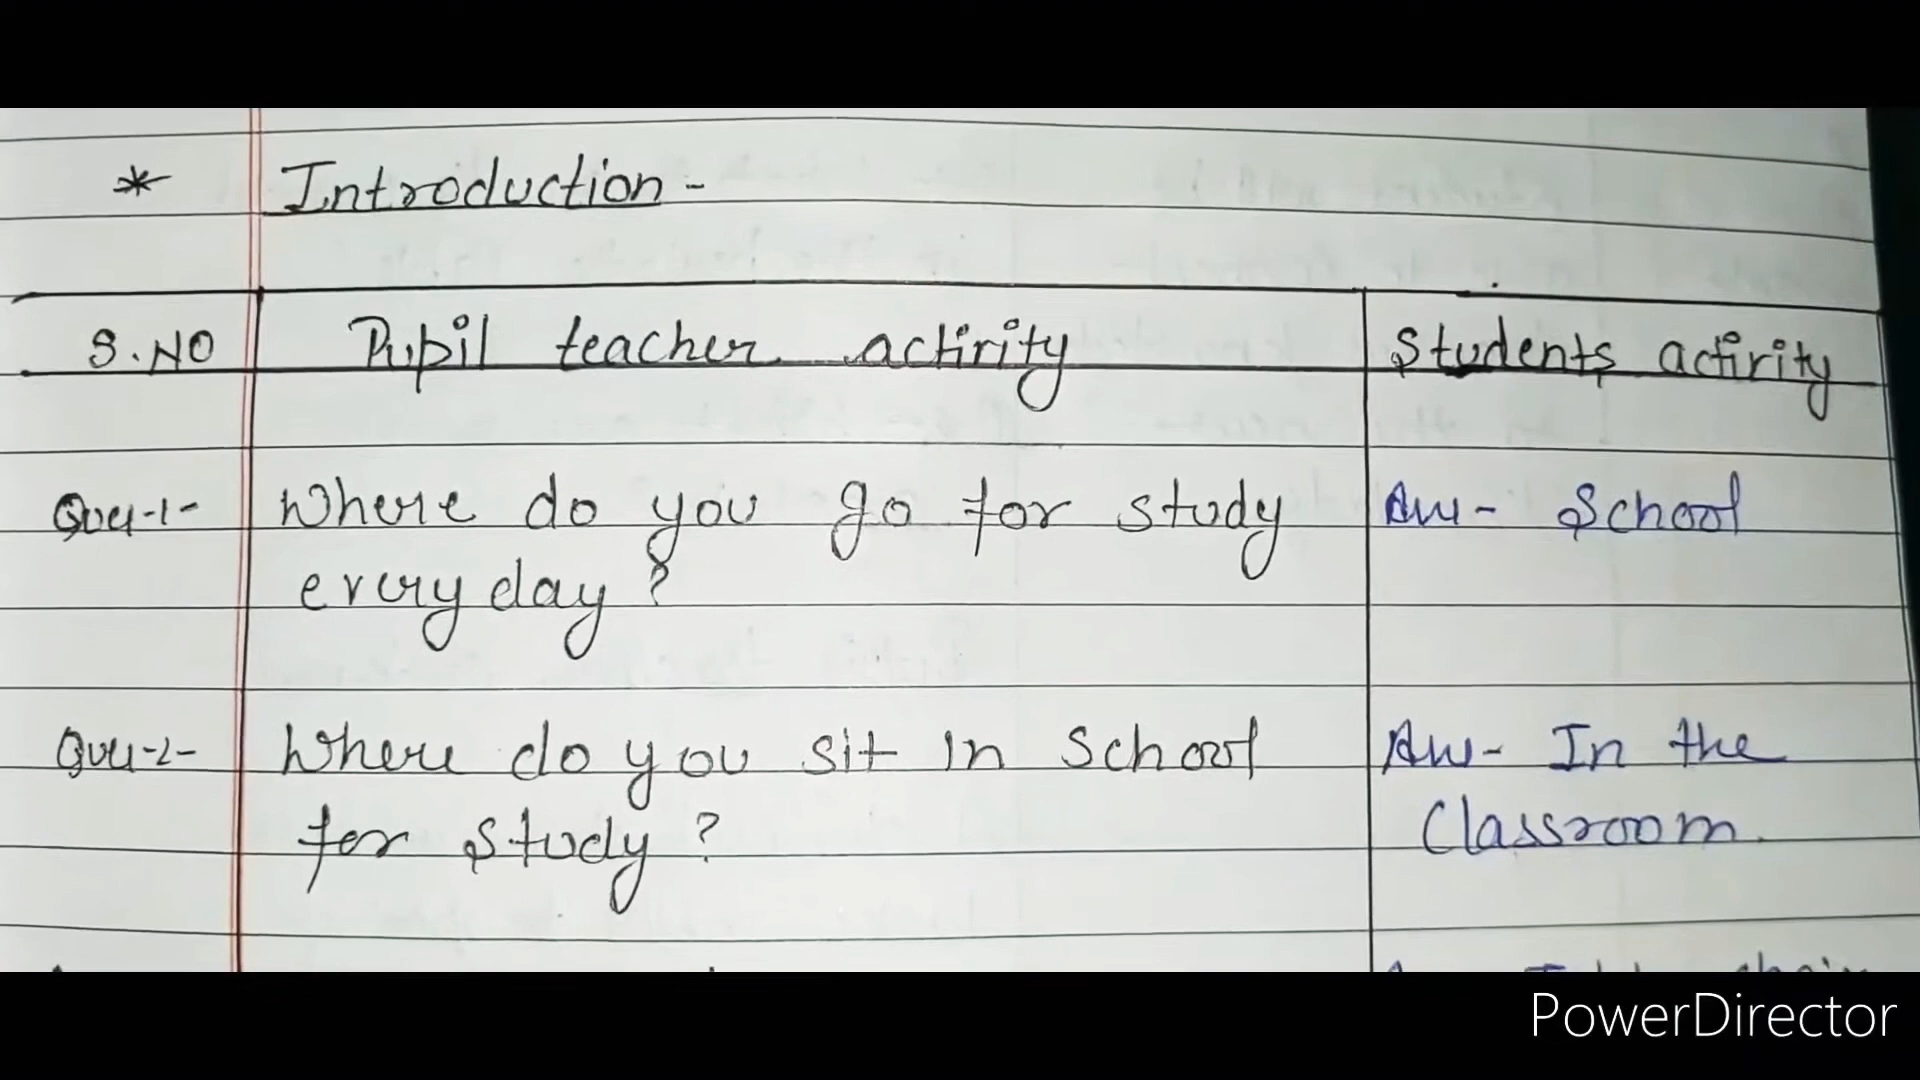 * Introduction -
S.NO Pupil teacher activity Students activity
Que-1- Where do you go for study Ans- School
everyday ?
Que-2- Where do you sit in School Ans- In the
for study ? Classroom.
PowerDirector